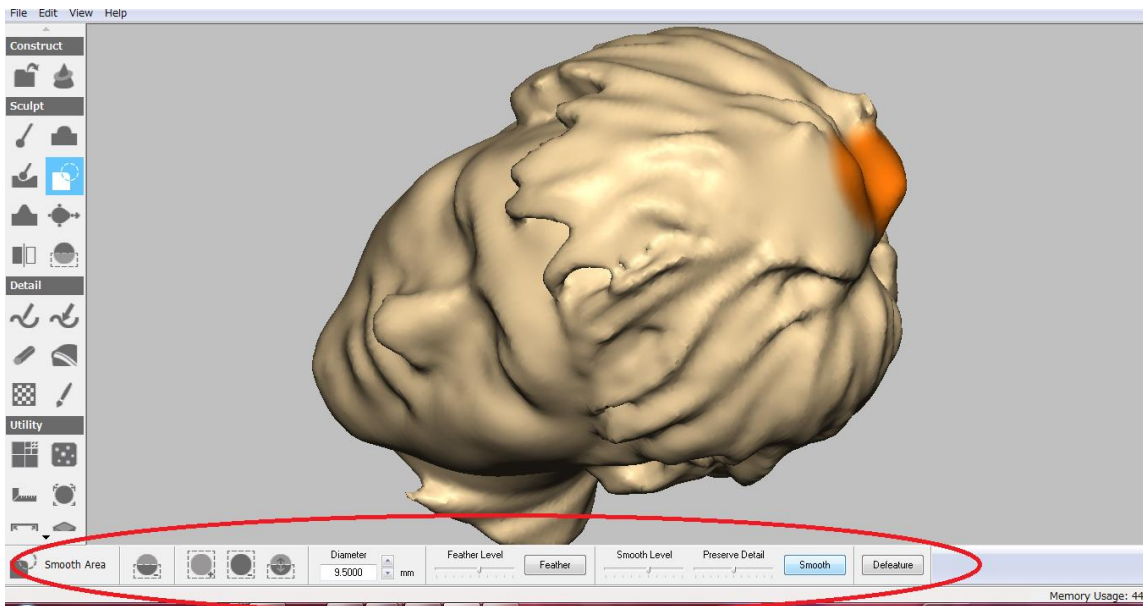 File Edit View Help
Construct
Sculpt
Detail
Utility
Smooth Area
Diameter
9.5000 mm
Feather Level
Feather
Smooth Level
Preserve Detail
Smooth
Defeature
Memory Usage: 44